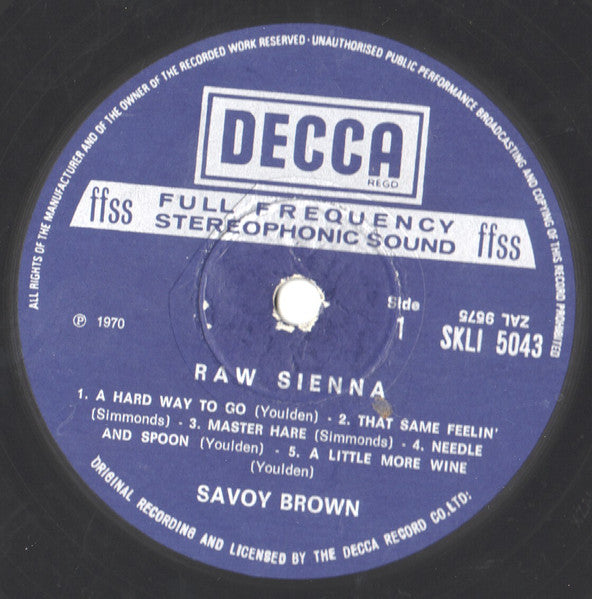 ALL RIGHTS OF THE MANUFACTURER AND OF THE OWNER OF THE RECORDED WORK RESERVED · UNAUTHORISED PUBLIC PERFORMANCE BROADCASTING AND COPYING OF THIS RECORD PROHIBITED
DECCA
REGD
ffss FULL FREQUENCY ffss
STEREOPHONIC SOUND
Side
1
℗ 1970
ZAL 9575
SKLI 5043
RAW SIENNA
1. A HARD WAY TO GO (Youlden) - 2. THAT SAME FEELIN'
(Simmonds) - 3. MASTER HARE (Simmonds) - 4. NEEDLE
AND SPOON (Youlden) - 5. A LITTLE MORE WINE
(Youlden)
SAVOY BROWN
ORIGINAL RECORDING AND LICENSED BY THE DECCA RECORD CO., LTD: